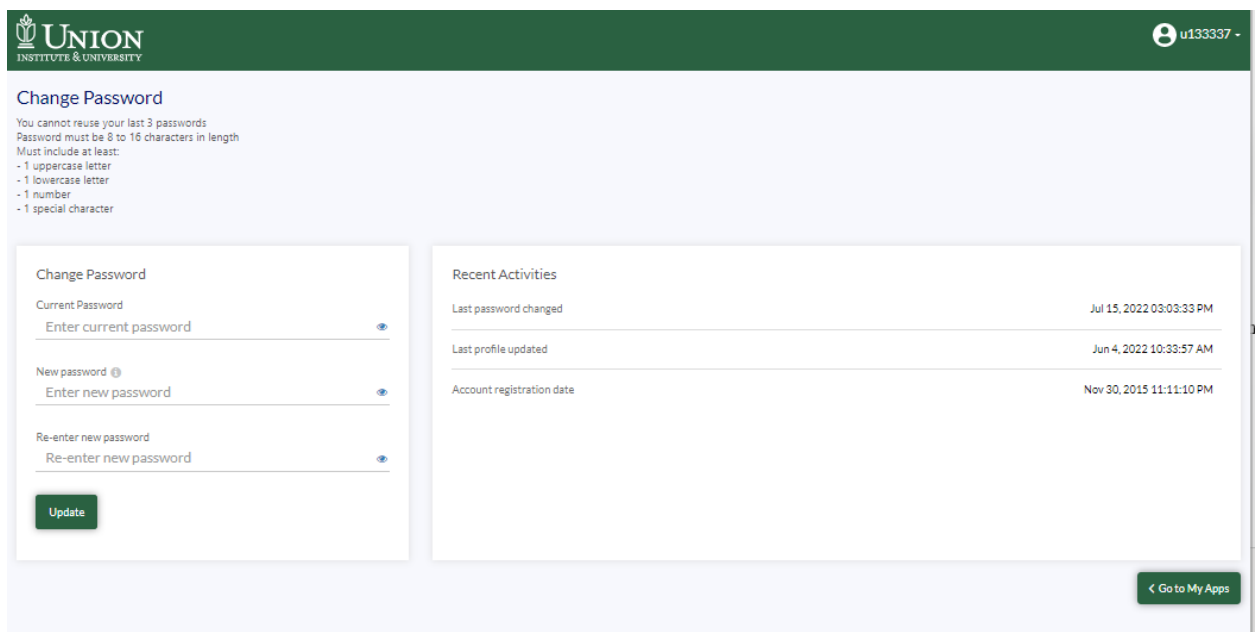 UNION
INSTITUTE & UNIVERSITY
u133337
Change Password
You cannot reuse your last 3 passwords
Password must be 8 to 16 characters in length
Must include at least:
- 1 uppercase letter
- 1 lowercase letter
- 1 number
- 1 special character
Change Password
Current Password
Enter current password
New password
Enter new password
Re-enter new password
Re-enter new password
Update
Recent Activities
Last password changed Jul 15, 2022 03:03:33 PM
Last profile updated Jun 4, 2022 10:33:57 AM
Account registration date Nov 30, 2015 11:11:10 PM
< Go to My Apps